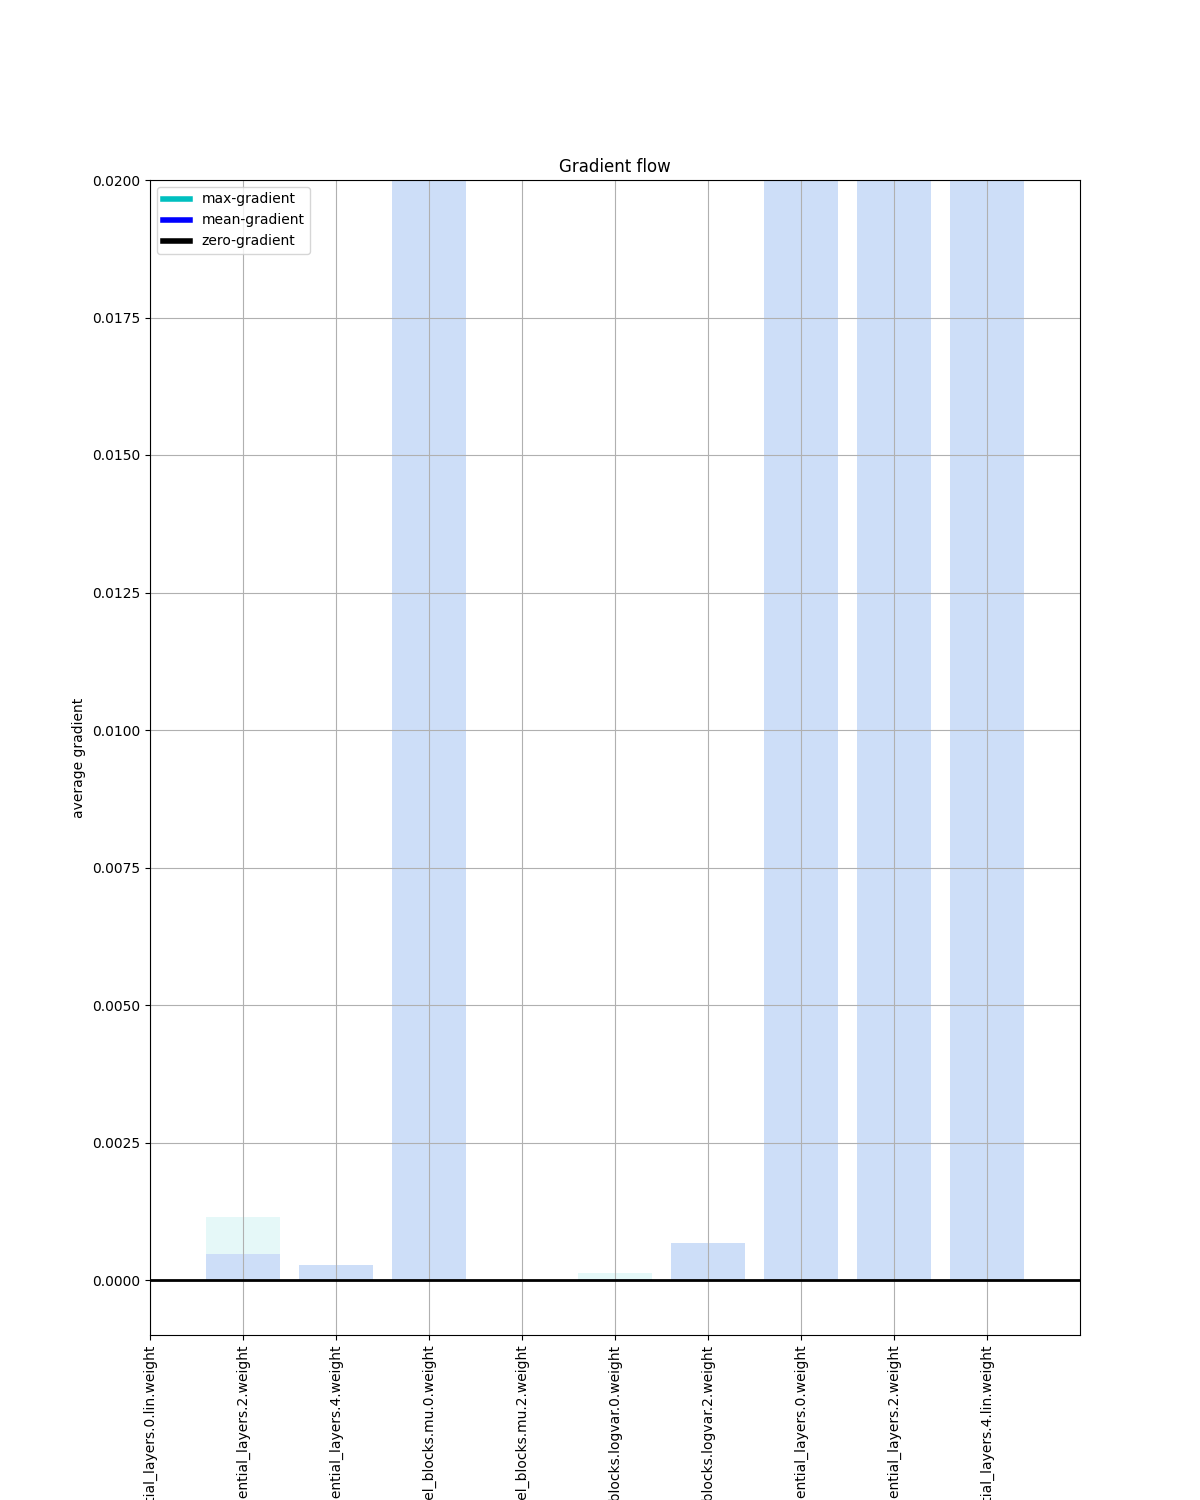 Gradient flow
max-gradient
mean-gradient
zero-gradient
0.0200
0.0175
0.0150
0.0125
0.0100
0.0075
0.0050
0.0025
0.0000
average gradient
tial_layers.0.lin.weight
ential_layers.2.weight
ential_layers.4.weight
el_blocks.mu.0.weight
el_blocks.mu.2.weight
blocks.logvar.0.weight
blocks.logvar.2.weight
ential_layers.0.weight
ential_layers.2.weight
tial_layers.4.lin.weight